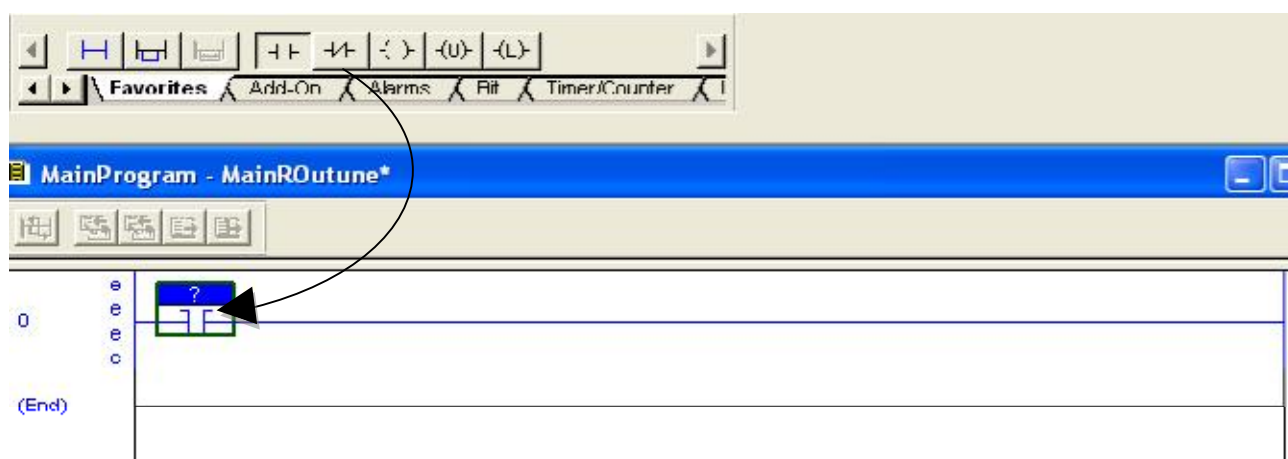 (U) (L)
Favorites Add-On Alarms Bit Timer/Counter
MainProgram - MainROutune*
e
?
0
e
e
c
(End)